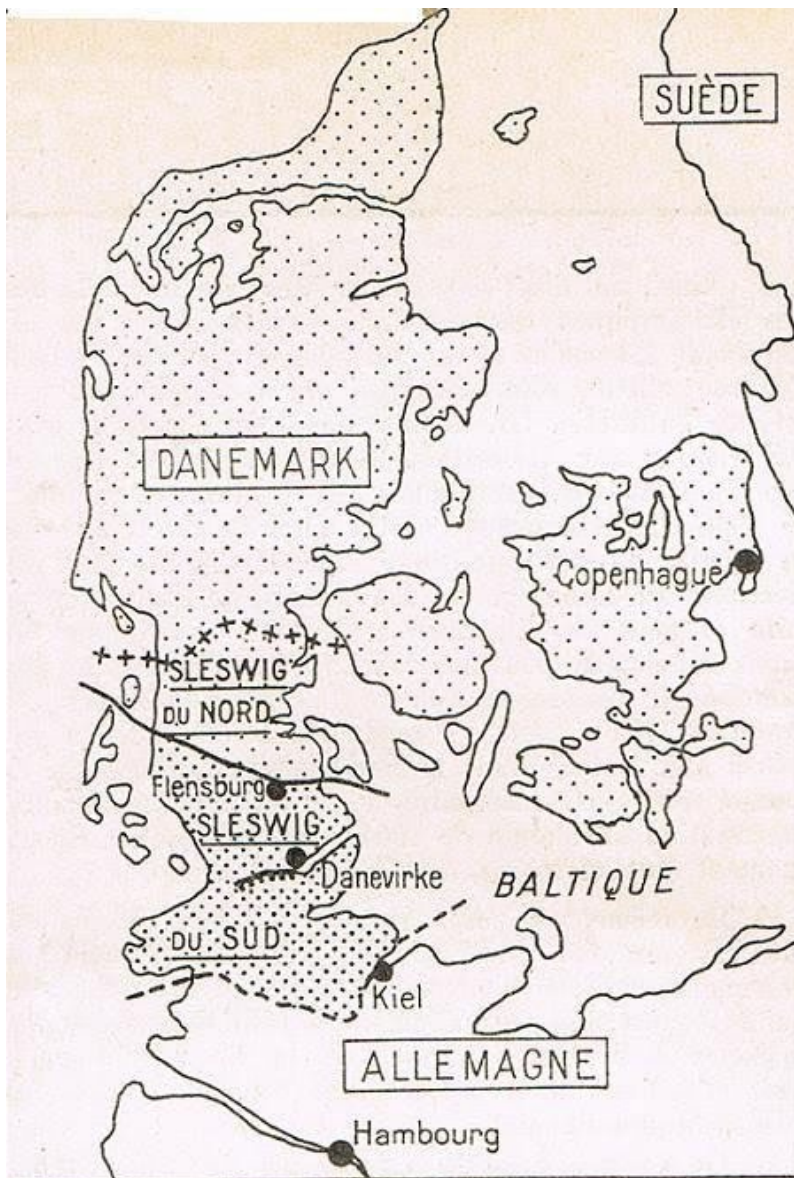 SUÈDE
DANEMARK
Copenhague
SLESWIG
DU NORD
Flensburg
SLESWIG
Danevirke
BALTIQUE
DU SUD
Kiel
ALLEMAGNE
Hambourg